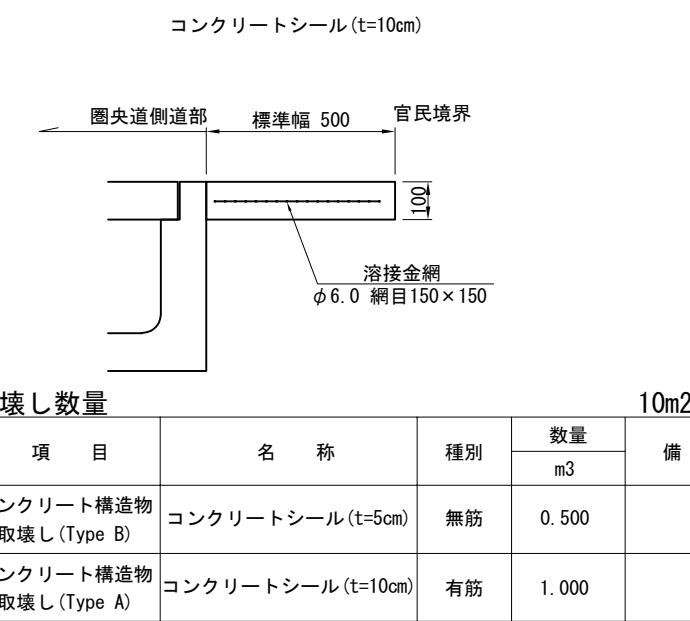 コンクリートシール(t=10cm)
圏央道側道部
標準幅 500
官民境界
100
溶接金網
φ6.0 網目150×150
壊し数量
10m2
項 目
名 称
種別
数量
m3
備
ンクリート構造物
取壊し(Type B)
コンクリートシール(t=5cm)
無筋
0.500
ンクリート構造物
取壊し(Type A)
コンクリートシール(t=10cm)
有筋
1.000